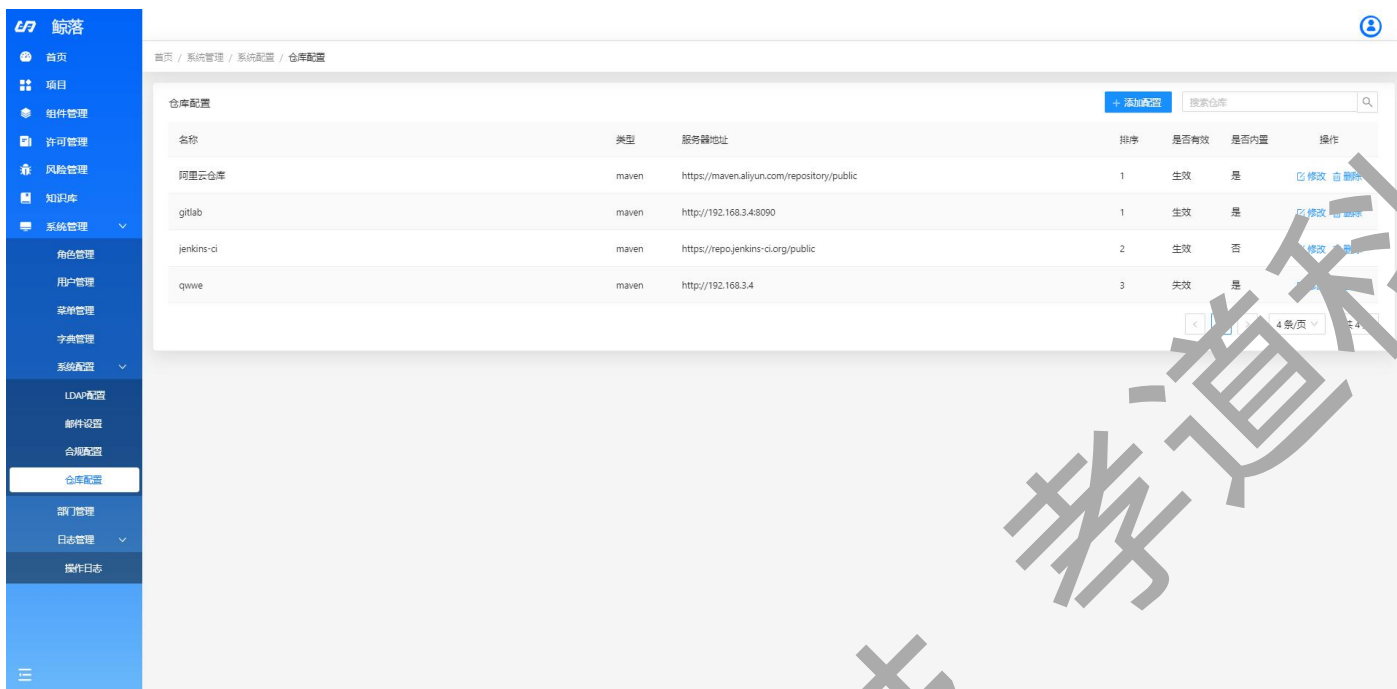 鲸落
首页
项目
组件管理
许可管理
风险管理
知识库
系统管理
角色管理
用户管理
菜单管理
字典管理
系统配置
LDAP配置
邮件设置
合规配置
仓库配置
部门管理
日志管理
操作日志
首页 / 系统管理 / 系统配置 / 仓库配置
仓库配置 + 添加配置 搜索仓库
名称 类型 服务器地址 排序 是否有效 是否内置 操作
阿里云仓库 maven https://maven.aliyun.com/repository/public 1 生效 是 修改 删除
gitlab maven http://192.168.3.4:8090 1 生效 是 修改 删除
jenkins-ci maven https://repo.jenkins-ci.org/public 2 生效 否 修改
qwwe maven http://192.168.3.4 3 失效 是
4 条/页
孝道科